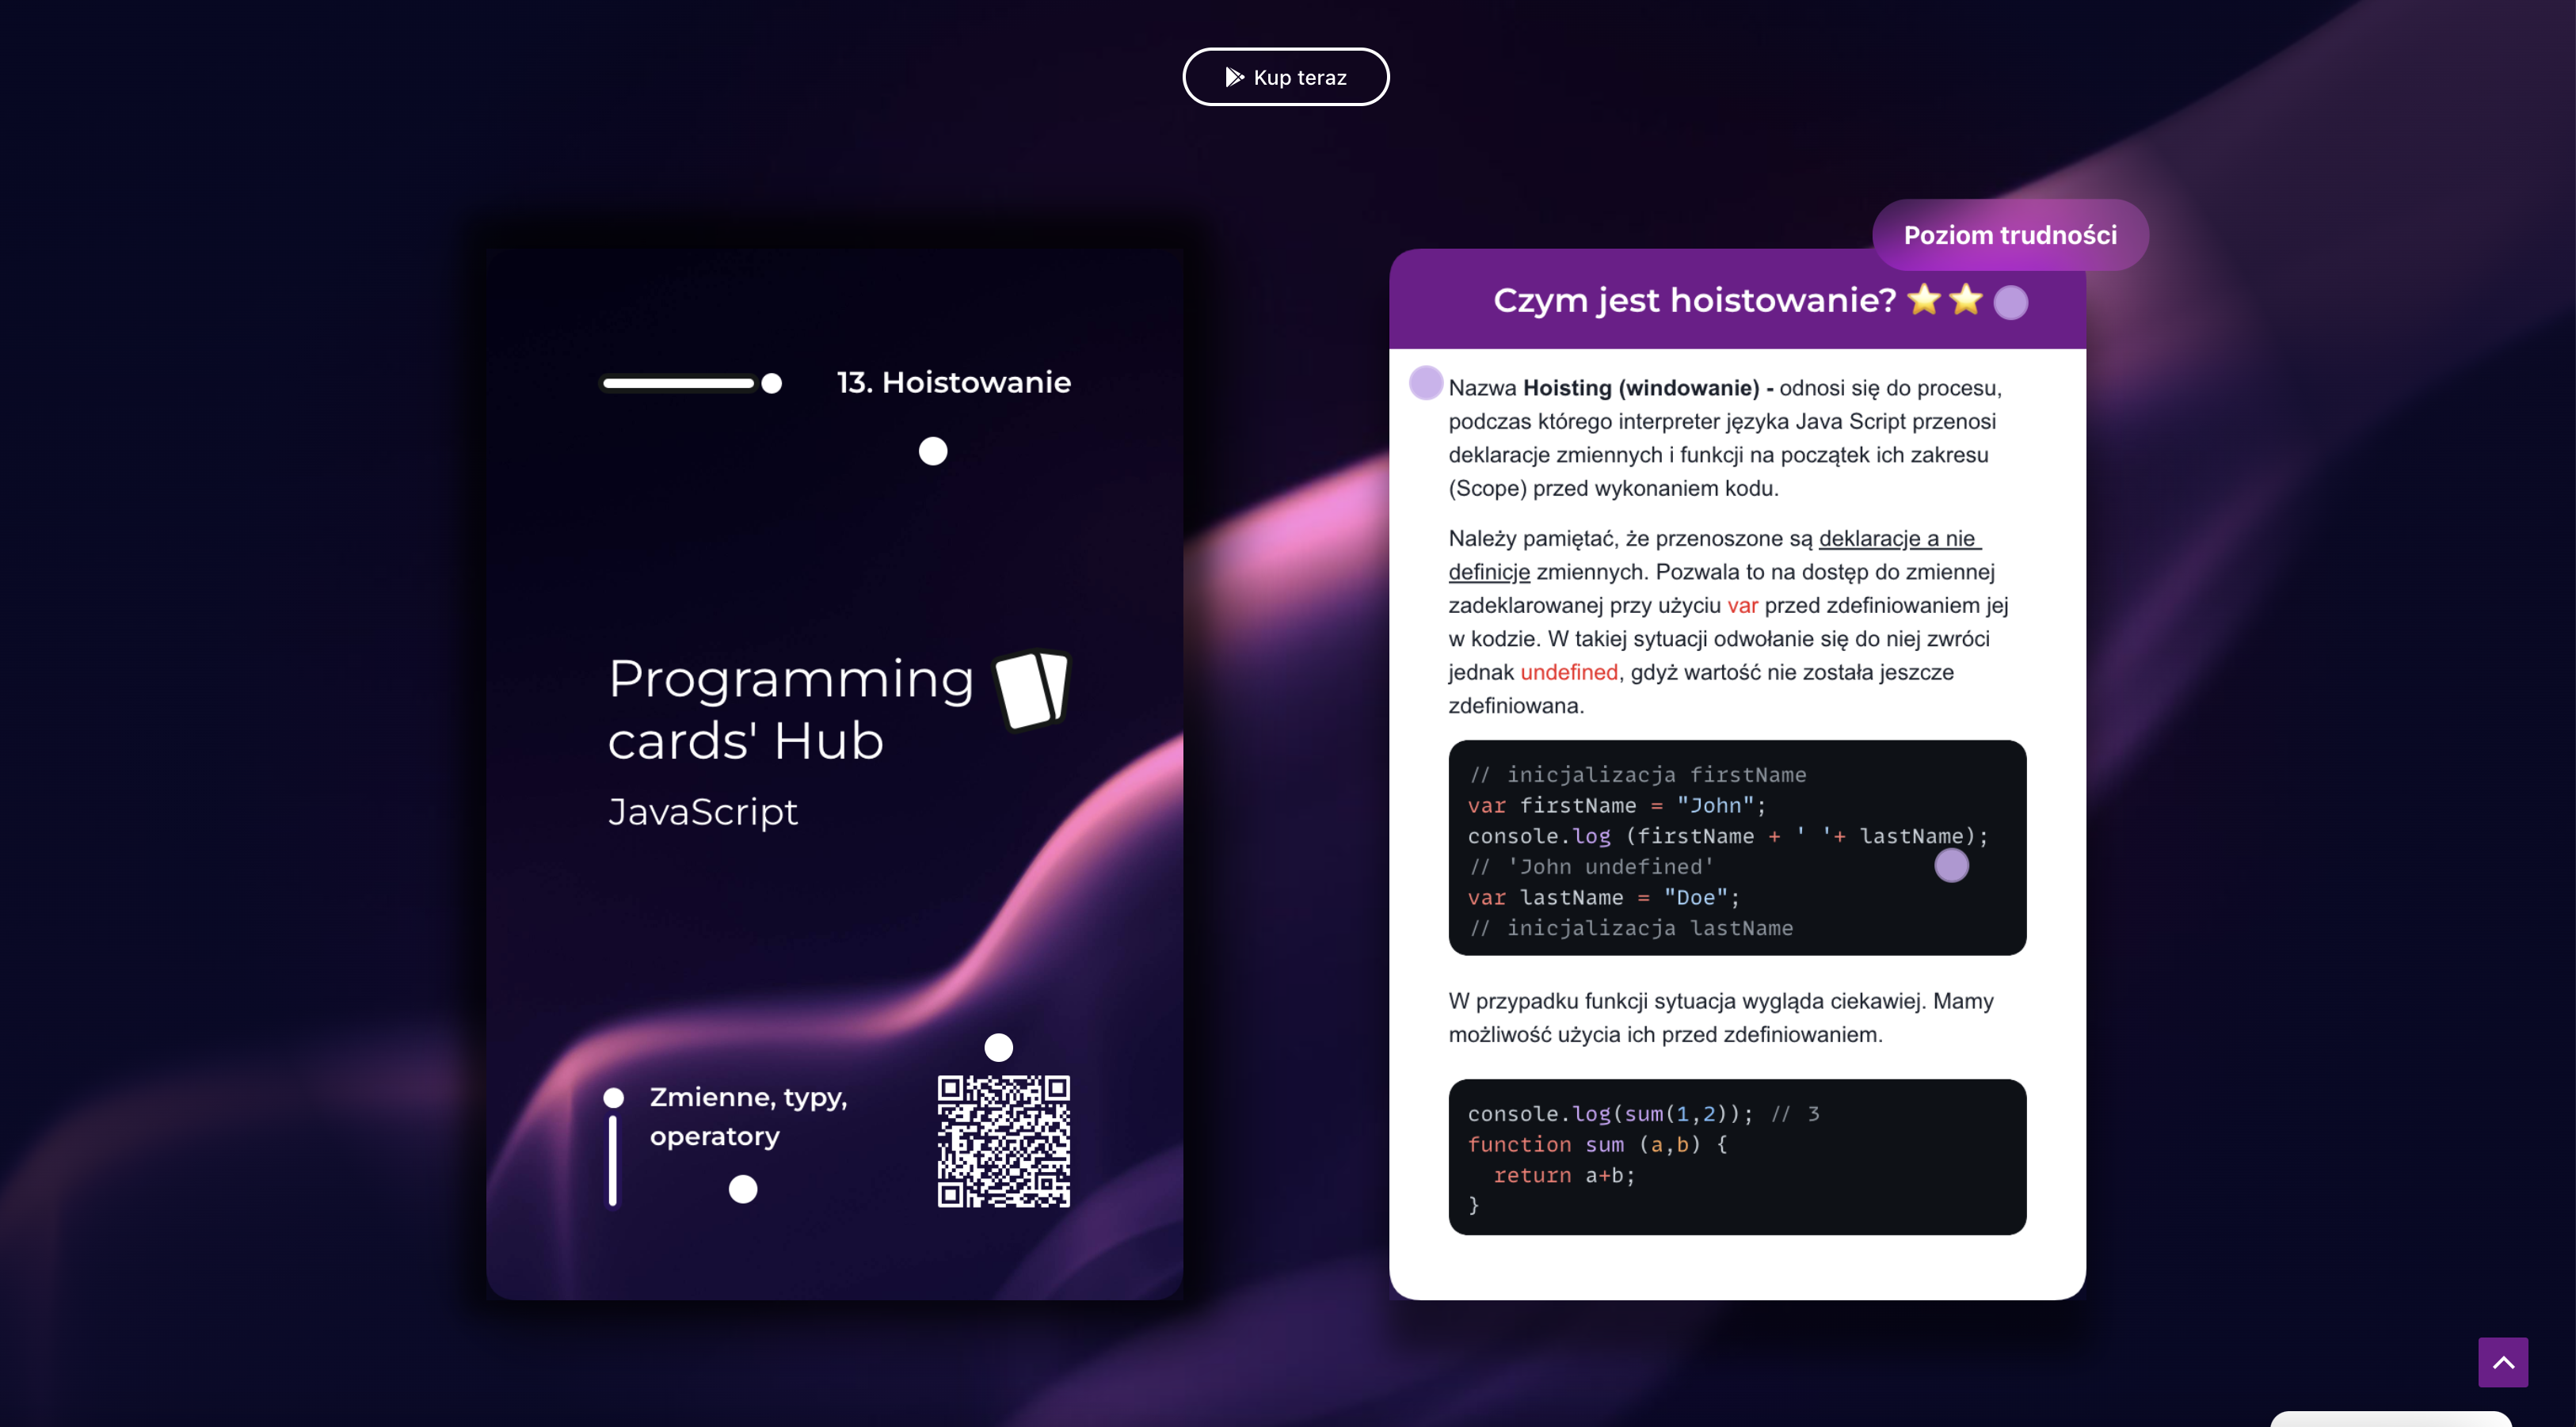 Kup teraz
13. Hoistowanie
Programming
cards' Hub
JavaScript
Zmienne, typy,
operatory
Poziom trudności
Czym jest hoistowanie? ⭐⭐
Nazwa Hoisting (windowanie) - odnosi się do procesu,
podczas którego interpreter języka Java Script przenosi
deklaracje zmiennych i funkcji na początek ich zakresu
(Scope) przed wykonaniem kodu.
Należy pamiętać, że przenoszone są deklaracje a nie
definicje zmiennych. Pozwala to na dostęp do zmiennej
zadeklarowanej przy użyciu var przed zdefiniowaniem jej
w kodzie. W takiej sytuacji odwołanie się do niej zwróci
jednak undefined, gdyż wartość nie została jeszcze
zdefiniowana.
// inicjalizacja firstName
var firstName = "John";
console.log (firstName + ' '+ lastName);
// 'John undefined'
var lastName = "Doe";
// inicjalizacja lastName
W przypadku funkcji sytuacja wygląda ciekawiej. Mamy
możliwość użycia ich przed zdefiniowaniem.
console.log(sum(1,2)); // 3
function sum (a,b) {
  return a+b;
}